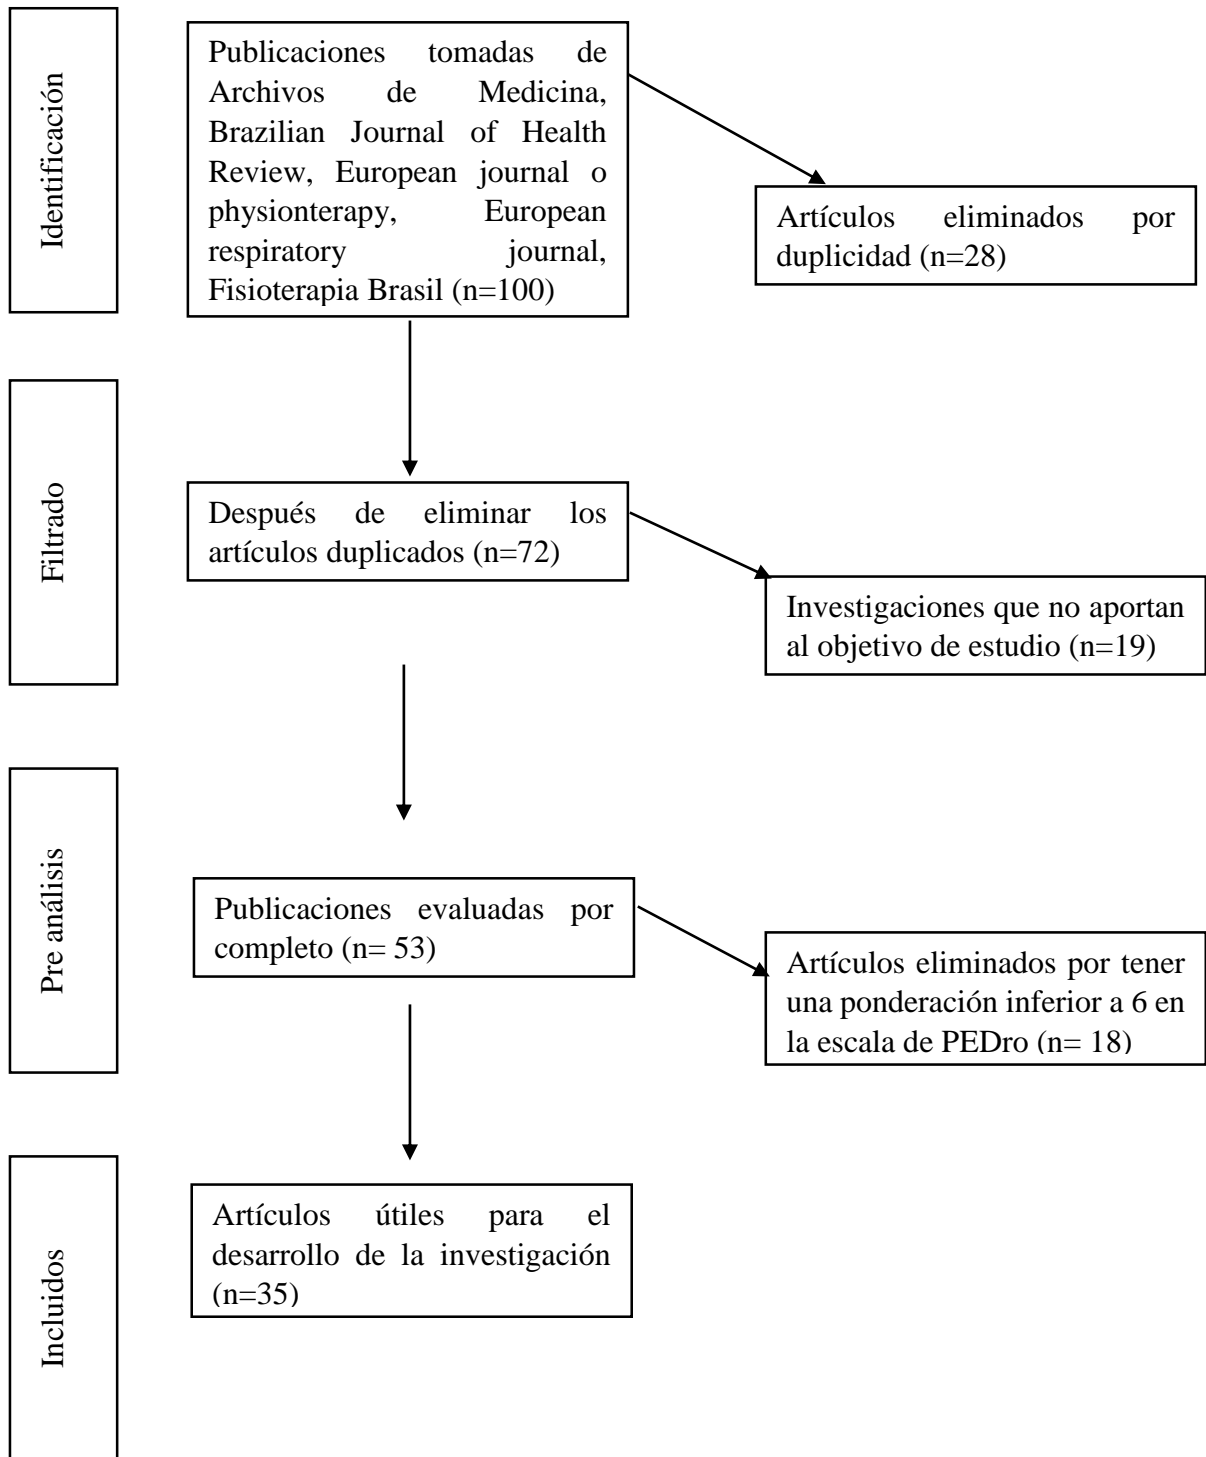 Identificación
Publicaciones tomadas de
Archivos de Medicina,
Brazilian Journal of Health
Review, European journal o
physionterapy, European
respiratory journal,
Fisioterapia Brasil (n=100)
Artículos eliminados por
duplicidad (n=28)
Filtrado
Después de eliminar los
artículos duplicados (n=72)
Investigaciones que no aportan
al objetivo de estudio (n=19)
Pre análisis
Publicaciones evaluadas por
completo (n= 53)
Artículos eliminados por tener
una ponderación inferior a 6 en
la escala de PEDro (n= 18)
Incluidos
Artículos útiles para el
desarrollo de la investigación
(n=35)